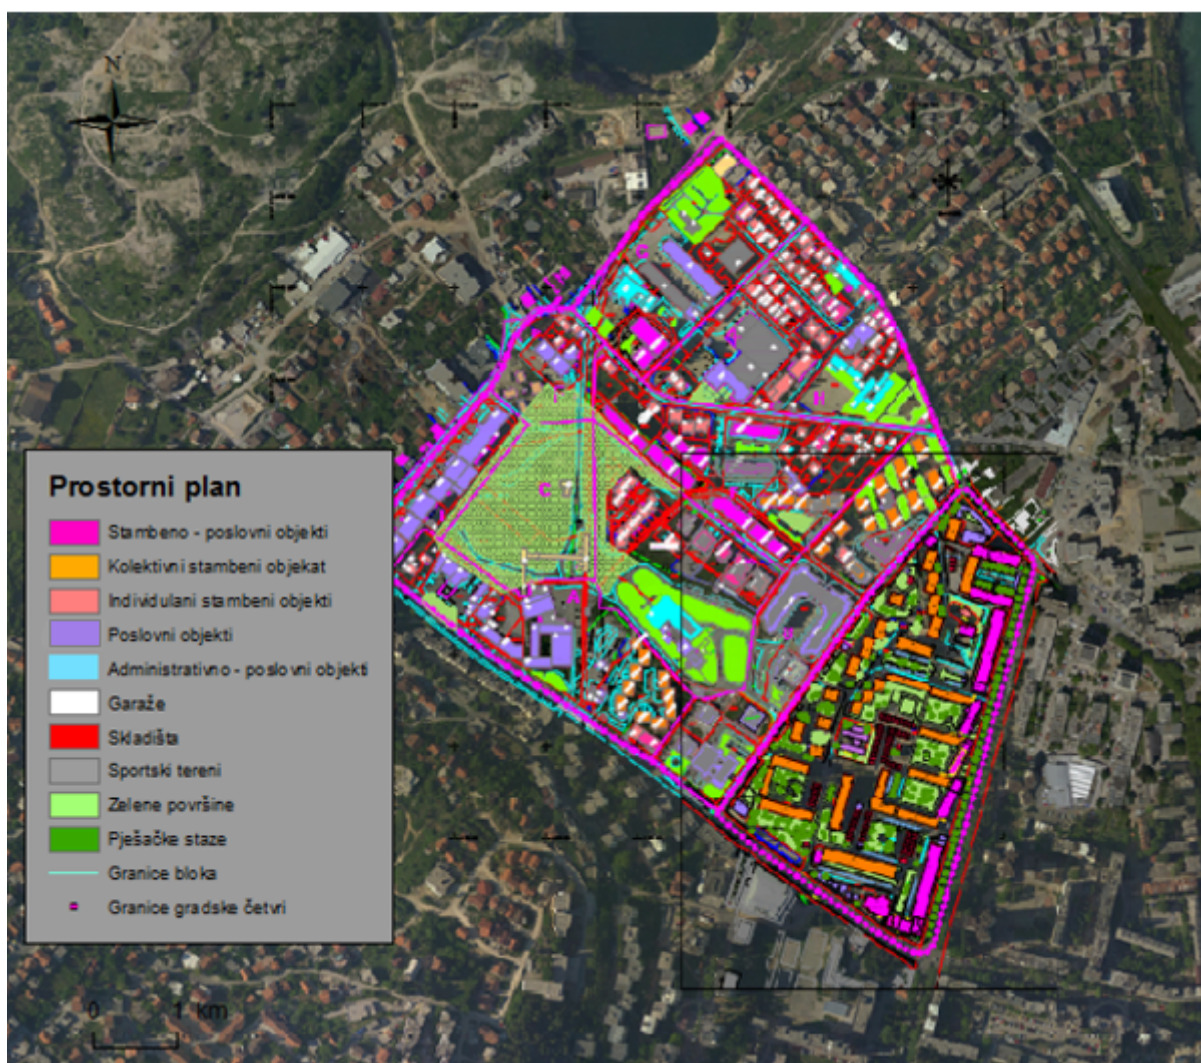 N
G
H
C
Prostorni plan
Stambeno - poslovni objekti
Kolektivni stambeni objekat
Individulani stambeni objekti
Poslovni objekti
Administrativno - poslovni objekti
Garaže
Skladišta
Sportski tereni
Zelene površine
Pješačke staze
Granice bloka
Granice gradske četvri
0 1 km